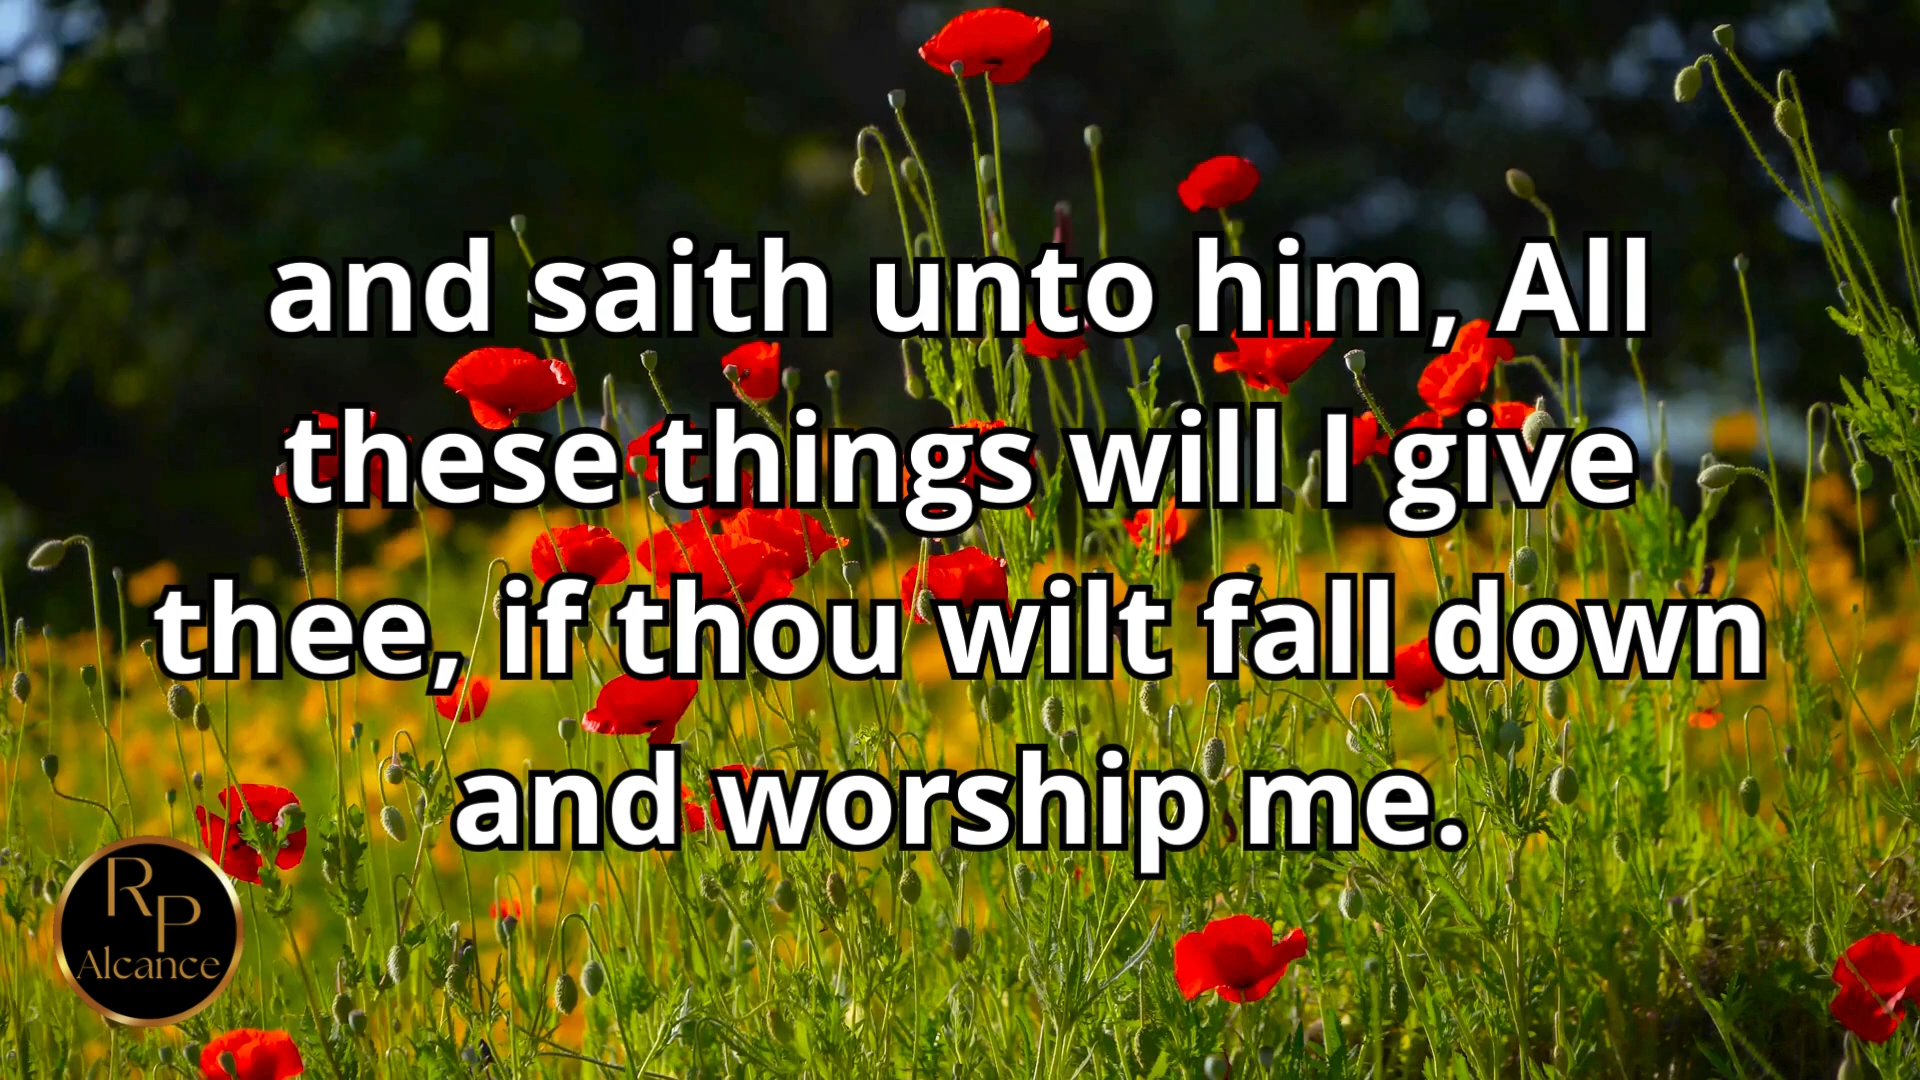 and saith unto him, All
these things will I give
thee, if thou wilt fall down
and worship me.
RP
Alcance